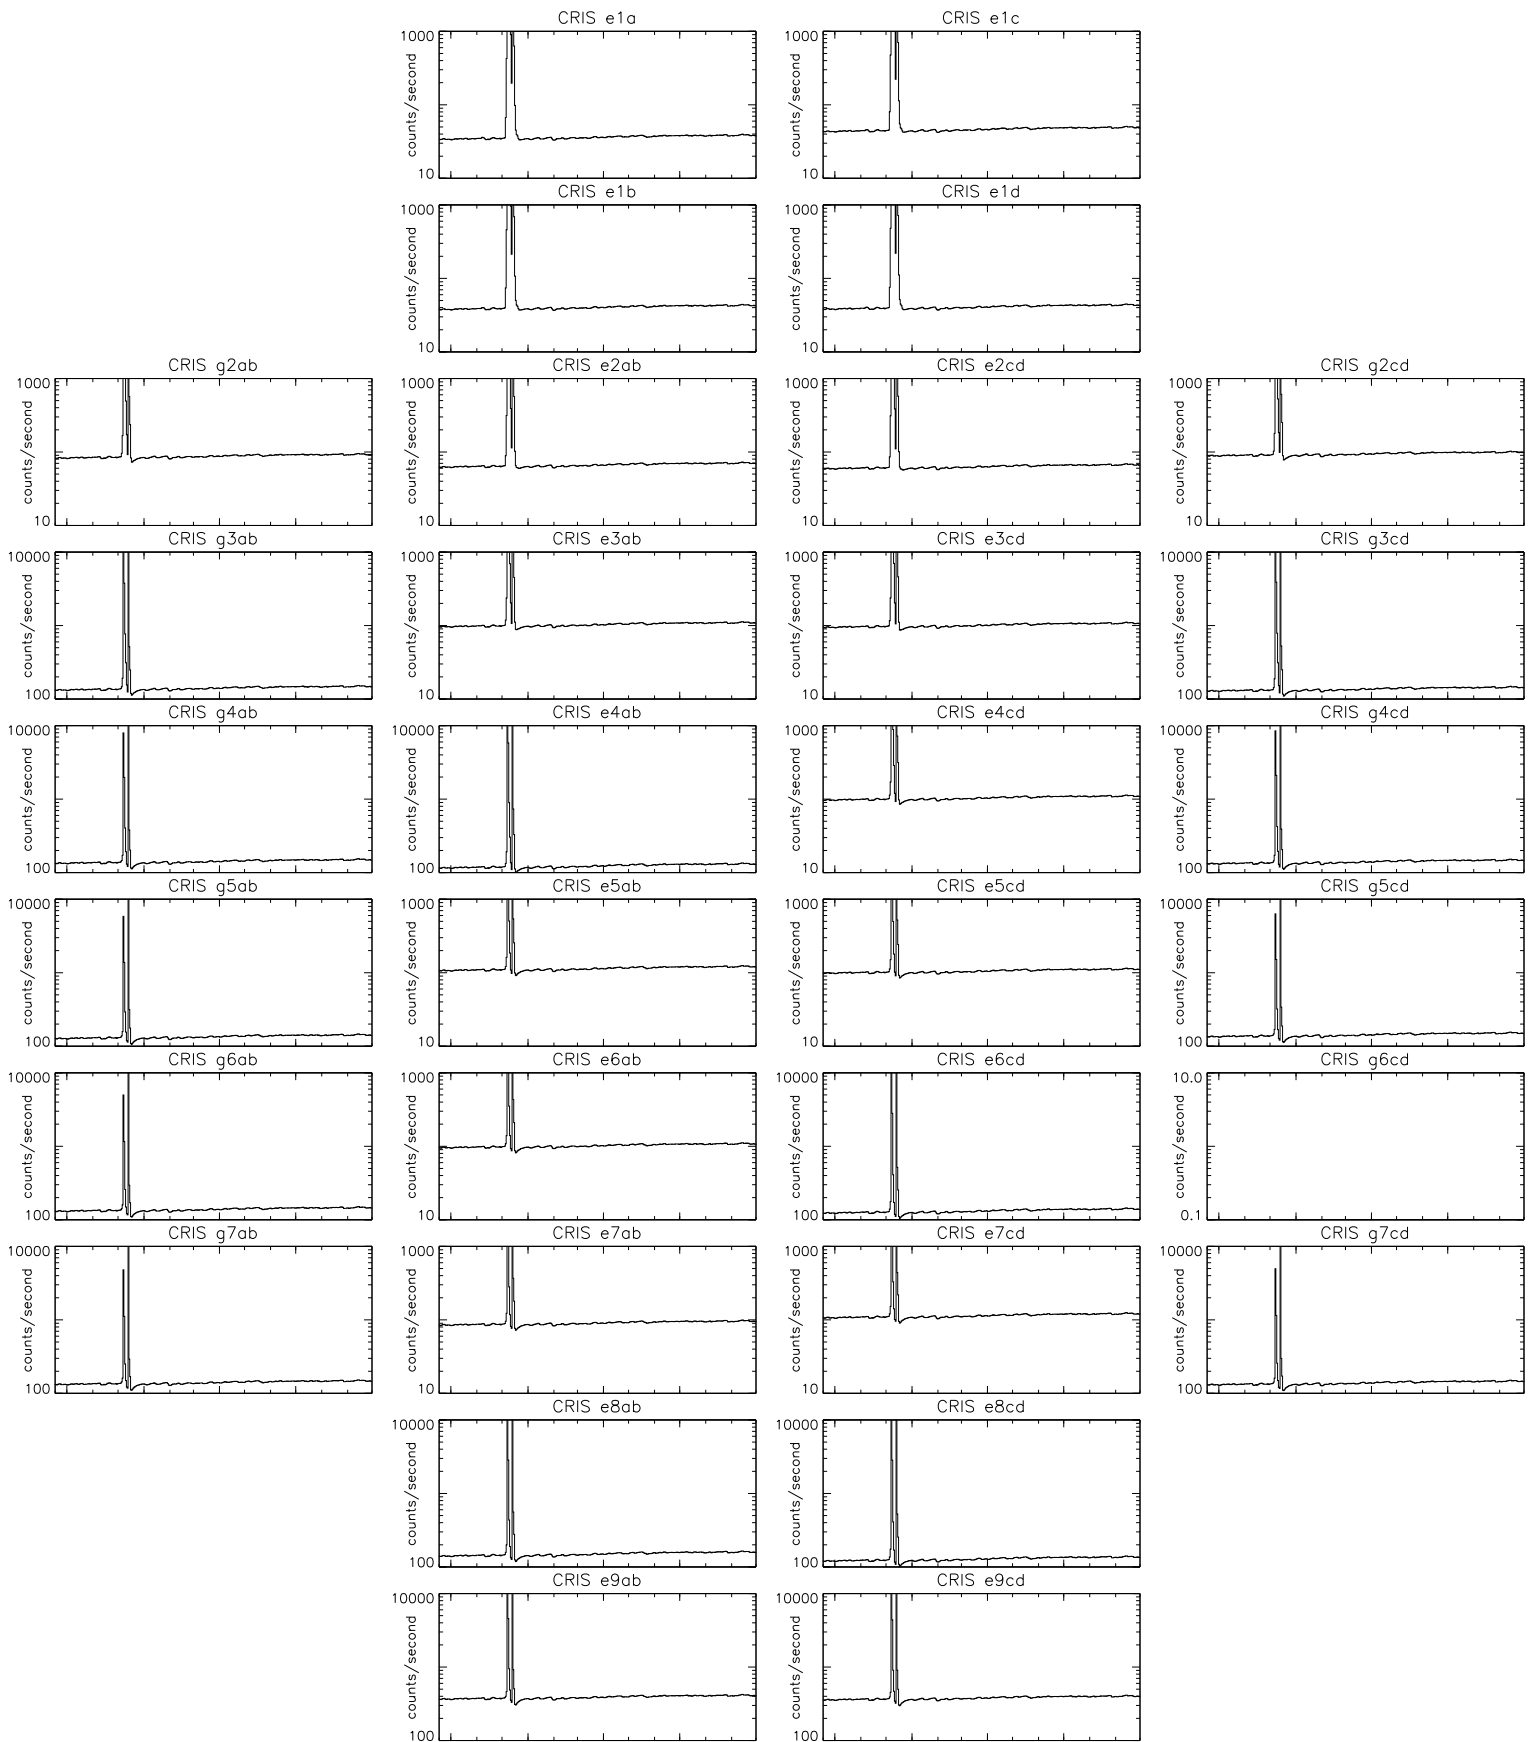 CRIS e1a CRIS e1c
1000 1000
counts/second counts/second
10 10
CRIS e1b CRIS e1d
1000 1000
counts/second counts/second
10 10
CRIS g2ab CRIS e2ab CRIS e2cd CRIS g2cd
1000 1000 1000 1000
counts/second counts/second counts/second counts/second
10 10 10 10
CRIS g3ab CRIS e3ab CRIS e3cd CRIS g3cd
10000 1000 1000 10000
counts/second counts/second counts/second counts/second
100 10 10 100
CRIS g4ab CRIS e4ab CRIS e4cd CRIS g4cd
10000 10000 1000 10000
counts/second counts/second counts/second counts/second
100 100 10 100
CRIS g5ab CRIS e5ab CRIS e5cd CRIS g5cd
10000 1000 1000 10000
counts/second counts/second counts/second counts/second
100 10 10 100
CRIS g6ab CRIS e6ab CRIS e6cd CRIS g6cd
10000 1000 10000 10.0
counts/second counts/second counts/second counts/second
100 10 100 0.1
CRIS g7ab CRIS e7ab CRIS e7cd CRIS g7cd
10000 1000 1000 10000
counts/second counts/second counts/second counts/second
100 10 10 100
CRIS e8ab CRIS e8cd
10000 10000
counts/second counts/second
100 100
CRIS e9ab CRIS e9cd
10000 10000
counts/second counts/second
100 100